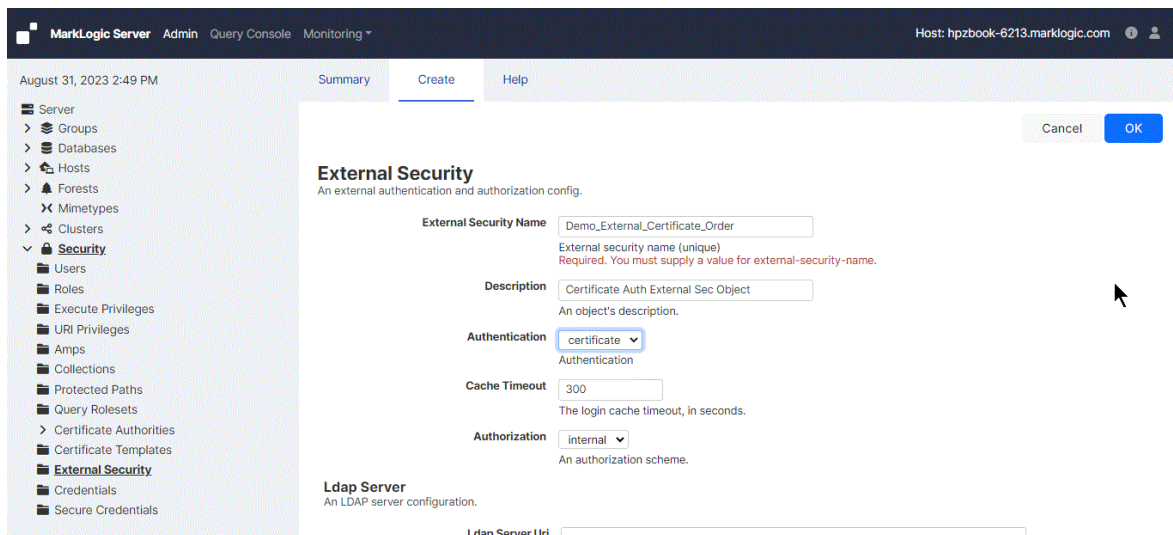 MarkLogic Server Admin Query Console Monitoring Host: hpzbook-6213.marklogic.com
August 31, 2023 2:49 PM
Summary Create Help
Server
Groups
Databases
Hosts
Forests
Mimetypes
Clusters
Security
Users
Roles
Execute Privileges
URI Privileges
Amps
Collections
Protected Paths
Query Rolesets
Certificate Authorities
Certificate Templates
External Security
Credentials
Secure Credentials
Cancel OK
External Security
An external authentication and authorization config.
External Security Name Demo_External_Certificate_Order
External security name (unique)
Required. You must supply a value for external-security-name.
Description Certificate Auth External Sec Object
An object's description.
Authentication certificate
Authentication
Cache Timeout 300
The login cache timeout, in seconds.
Authorization internal
An authorization scheme.
Ldap Server
An LDAP server configuration.
Ldap Server Uri